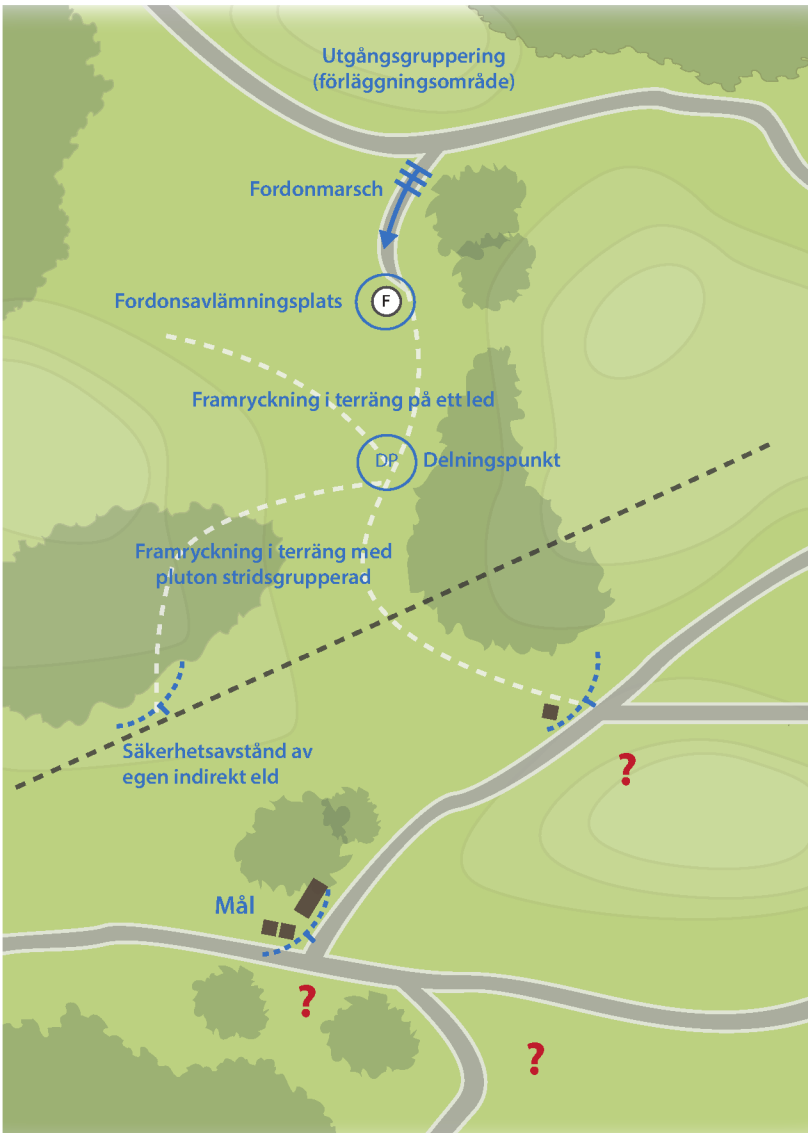 Utgångsgruppering
(förläggningsområde)
Fordonmarsch
Fordonsavlämningsplats
F
Framryckning i terräng på ett led
DP
Delningspunkt
Framryckning i terräng med
pluton stridsgrupperad
Säkerhetsavstånd av
egen indirekt eld
?
Mål
?
?